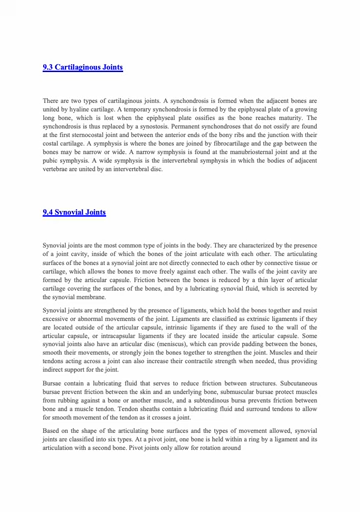 9.3 Cartilaginous Joints
There are two types of cartilaginous joints. A synchondrosis is formed when the adjacent bones are
united by hyaline cartilage. A temporary synchondrosis is formed by the epiphyseal plate of a growing
long bone, which is lost when the epiphyseal plate ossifies as the bone reaches maturity. The
synchondrosis is thus replaced by a synostosis. Permanent synchondroses that do not ossify are found
at the first sternocostal joint and between the anterior ends of the bony ribs and the junction with their
costal cartilage. A symphysis is where the bones are joined by fibrocartilage and the gap between the
bones may be narrow or wide. A narrow symphysis is found at the manubriosternal joint and at the
pubic symphysis. A wide symphysis is the intervertebral symphysis in which the bodies of adjacent
vertebrae are united by an intervertebral disc.
9.4 Synovial Joints
Synovial joints are the most common type of joints in the body. They are characterized by the presence
of a joint cavity, inside of which the bones of the joint articulate with each other. The articulating
surfaces of the bones at a synovial joint are not directly connected to each other by connective tissue or
cartilage, which allows the bones to move freely against each other. The walls of the joint cavity are
formed by the articular capsule. Friction between the bones is reduced by a thin layer of articular
cartilage covering the surfaces of the bones, and by a lubricating synovial fluid, which is secreted by
the synovial membrane.
Synovial joints are strengthened by the presence of ligaments, which hold the bones together and resist
excessive or abnormal movements of the joint. Ligaments are classified as extrinsic ligaments if they
are located outside of the articular capsule, intrinsic ligaments if they are fused to the wall of the
articular capsule, or intracapsular ligaments if they are located inside the articular capsule. Some
synovial joints also have an articular disc (meniscus), which can provide padding between the bones,
smooth their movements, or strongly join the bones together to strengthen the joint. Muscles and their
tendons acting across a joint can also increase their contractile strength when needed, thus providing
indirect support for the joint.
Bursae contain a lubricating fluid that serves to reduce friction between structures. Subcutaneous
bursae prevent friction between the skin and an underlying bone, submuscular bursae protect muscles
from rubbing against a bone or another muscle, and a subtendinous bursa prevents friction between
bone and a muscle tendon. Tendon sheaths contain a lubricating fluid and surround tendons to allow
for smooth movement of the tendon as it crosses a joint.
Based on the shape of the articulating bone surfaces and the types of movement allowed, synovial
joints are classified into six types. At a pivot joint, one bone is held within a ring by a ligament and its
articulation with a second bone. Pivot joints only allow for rotation around